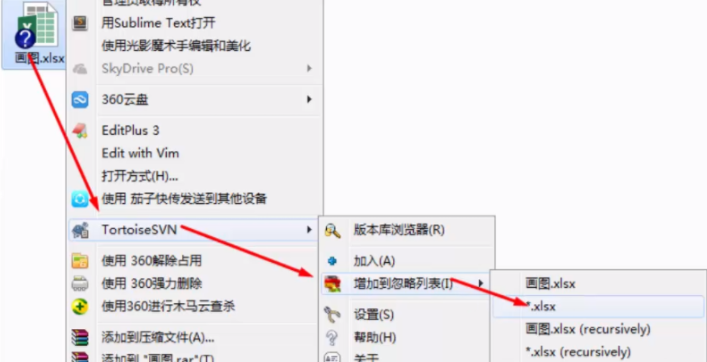 管理员取得所有权
用Sublime Text打开
画图.xlsx
使用光影魔术手编辑和美化
SkyDrive Pro(S)
360云盘
EditPlus 3
Edit with Vim
打开方式(H)...
使用 茄子快传发送到其他设备
TortoiseSVN
使用 360解除占用
使用 360强力删除
使用360进行木马云查杀
添加到压缩文件(A)...
添加到 "画图.rar"(T)
版本库浏览器(R)
加入(A)
增加到忽略列表(I)
设置(S)
帮助(H)
关于
画图.xlsx
*.xlsx
画图.xlsx (recursively)
*.xlsx (recursively)